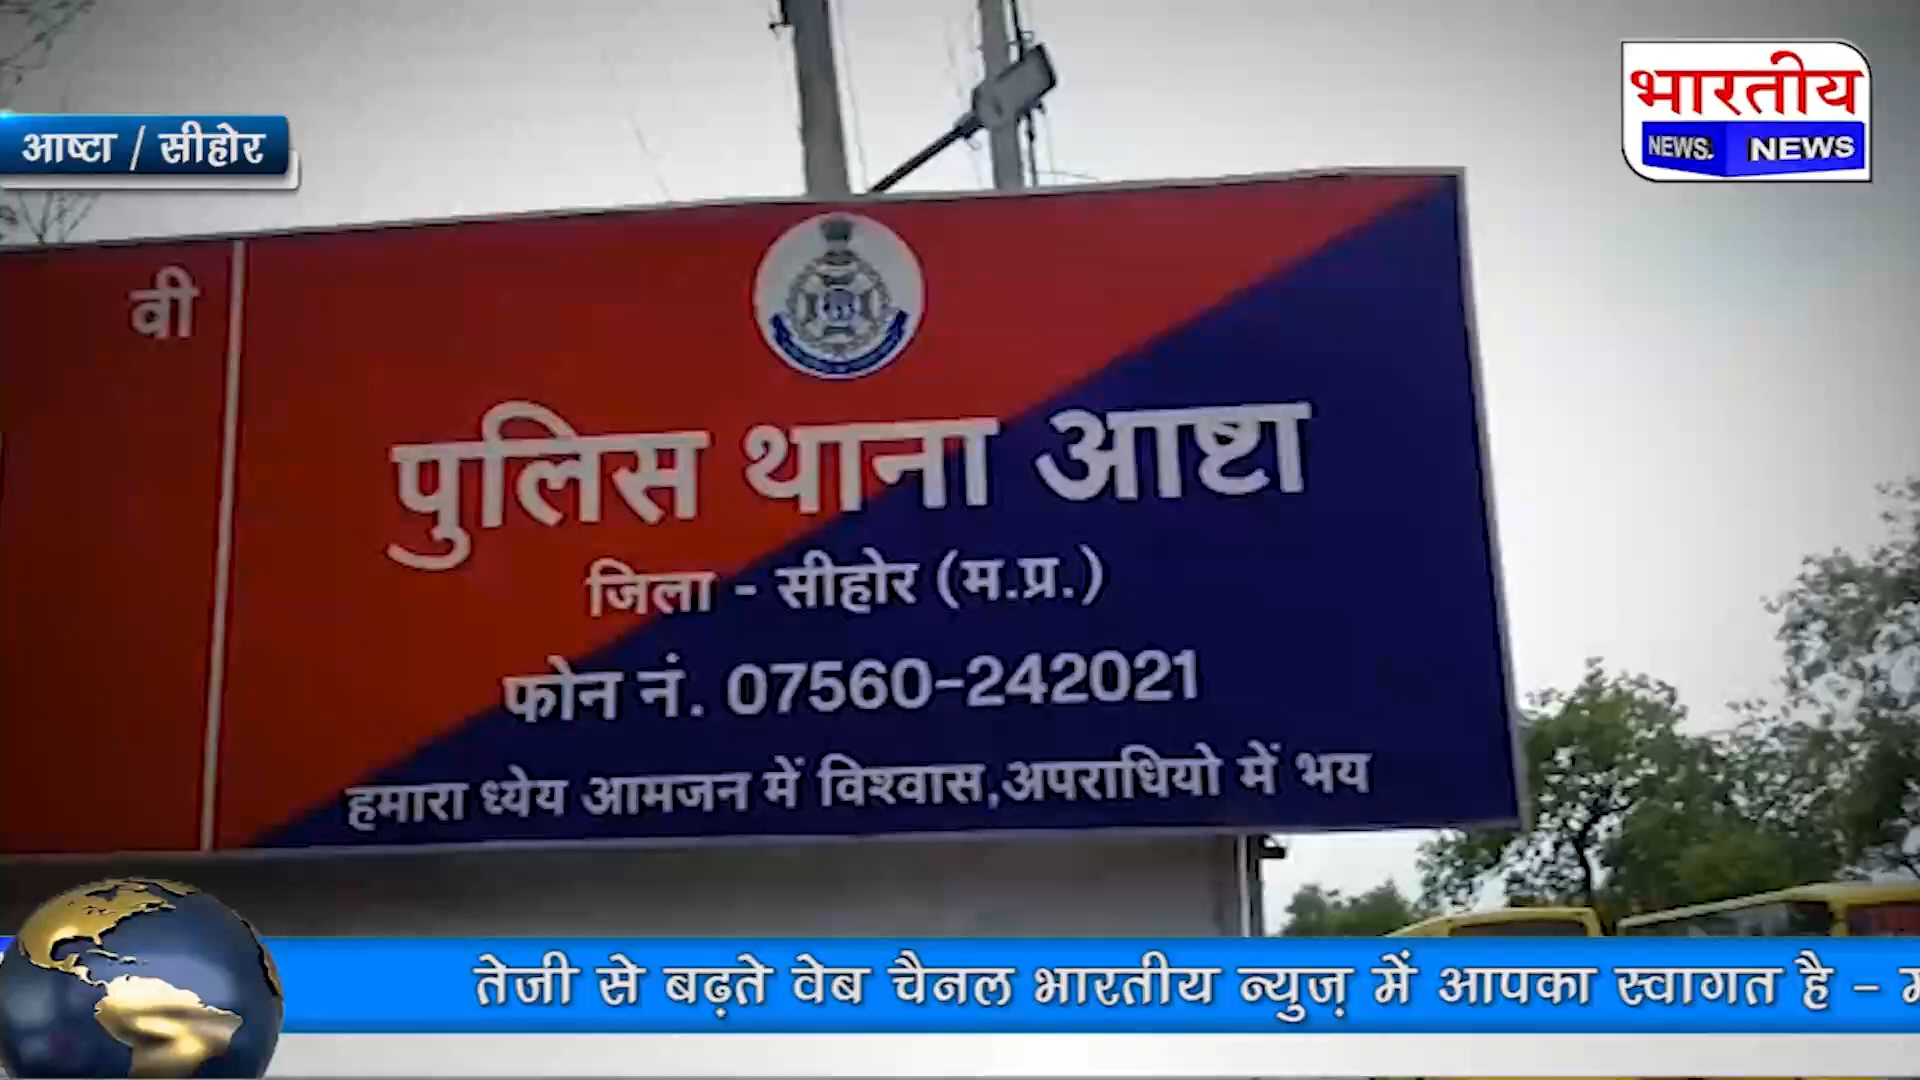 भारतीय
NEWS. NEWS
आष्टा / सीहोर
वी
पुलिस थाना आष्टा
जिला - सीहोर (म.प्र.)
फोन नं. 07560-242021
हमारा ध्येय आमजन में विश्वास,अपराधियो में भय
तेजी से बढ़ते वेब चैनल भारतीय न्युज़ में आपका स्वागत है –